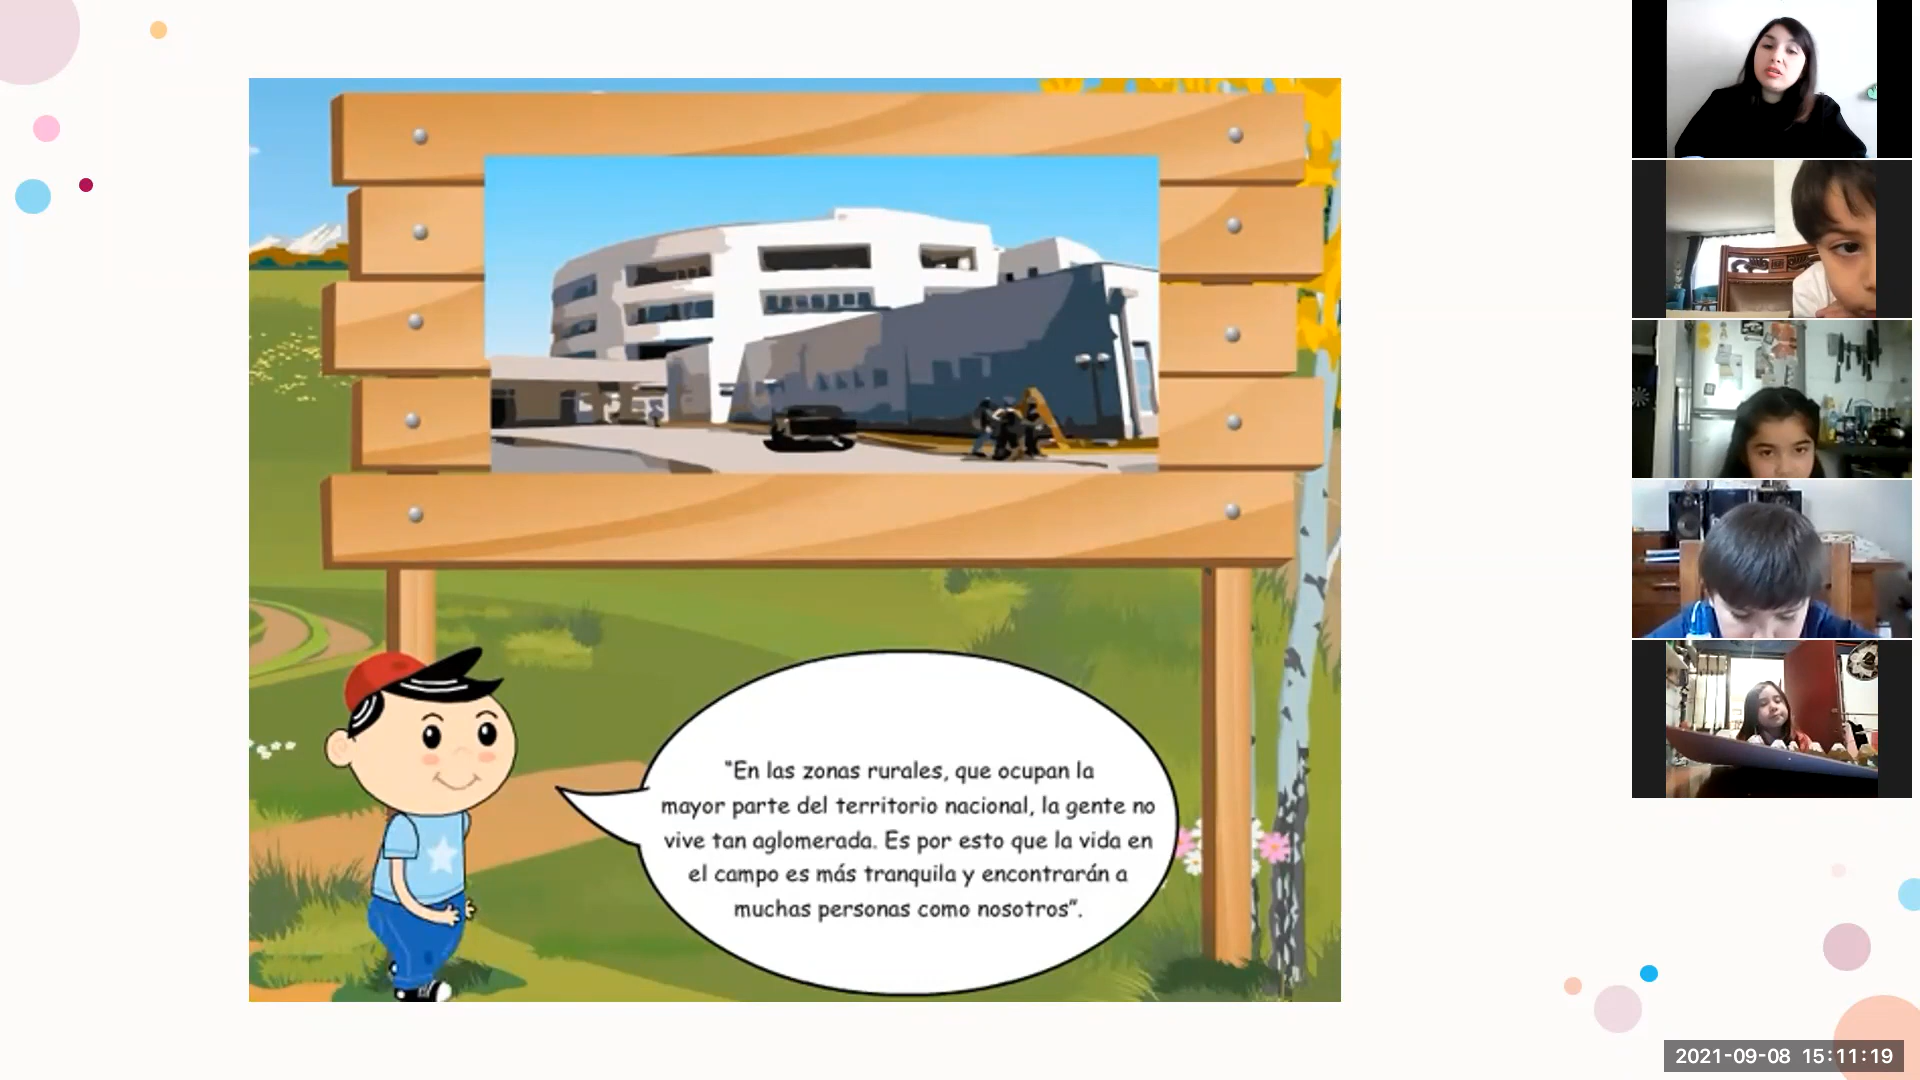 “En las zonas rurales, que ocupan la
mayor parte del territorio nacional, la gente no
vive tan aglomerada. Es por esto que la vida en
el campo es más tranquila y encontrarán a
muchas personas como nosotros”.
2021-09-08 15:11:19